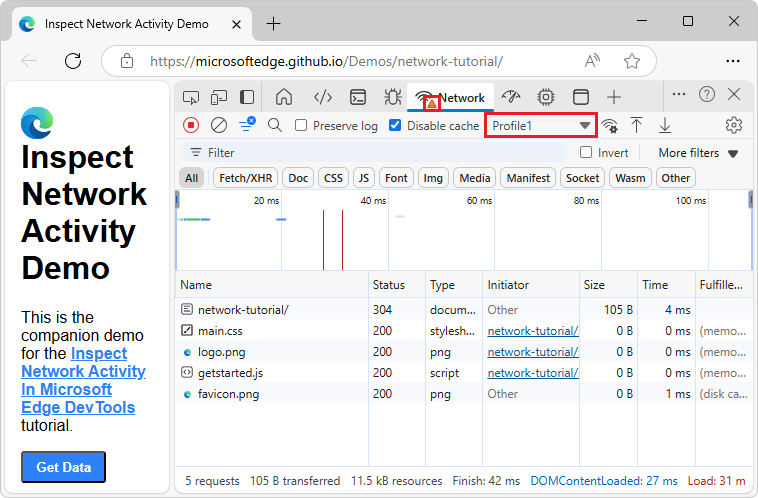 Inspect Network Activity Demo
https://microsoftedge.github.io/Demos/network-tutorial/
Inspect
Network
Activity
Demo
This is the
companion demo
for the Inspect
Network Activity
In Microsoft
Edge DevTools
tutorial.
Get Data
Network
Preserve log Disable cache Profile1
Filter Invert More filters
All Fetch/XHR Doc CSS JS Font Img Media Manifest Socket Wasm Other
20 ms 40 ms 60 ms 80 ms 100 ms
Name Status Type Initiator Size Time Fulfille...
network-tutorial/ 304 docum... Other 105 B 4 ms
main.css 200 stylesh... network-tutorial/ 0 B 0 ms (memo...
logo.png 200 png network-tutorial/ 0 B 0 ms (memo...
getstarted.js 200 script network-tutorial/ 0 B 0 ms (memo...
favicon.png 200 png Other 0 B 1 ms (disk ca...
5 requests 105 B transferred 11.5 kB resources Finish: 42 ms DOMContentLoaded: 27 ms Load: 31 m